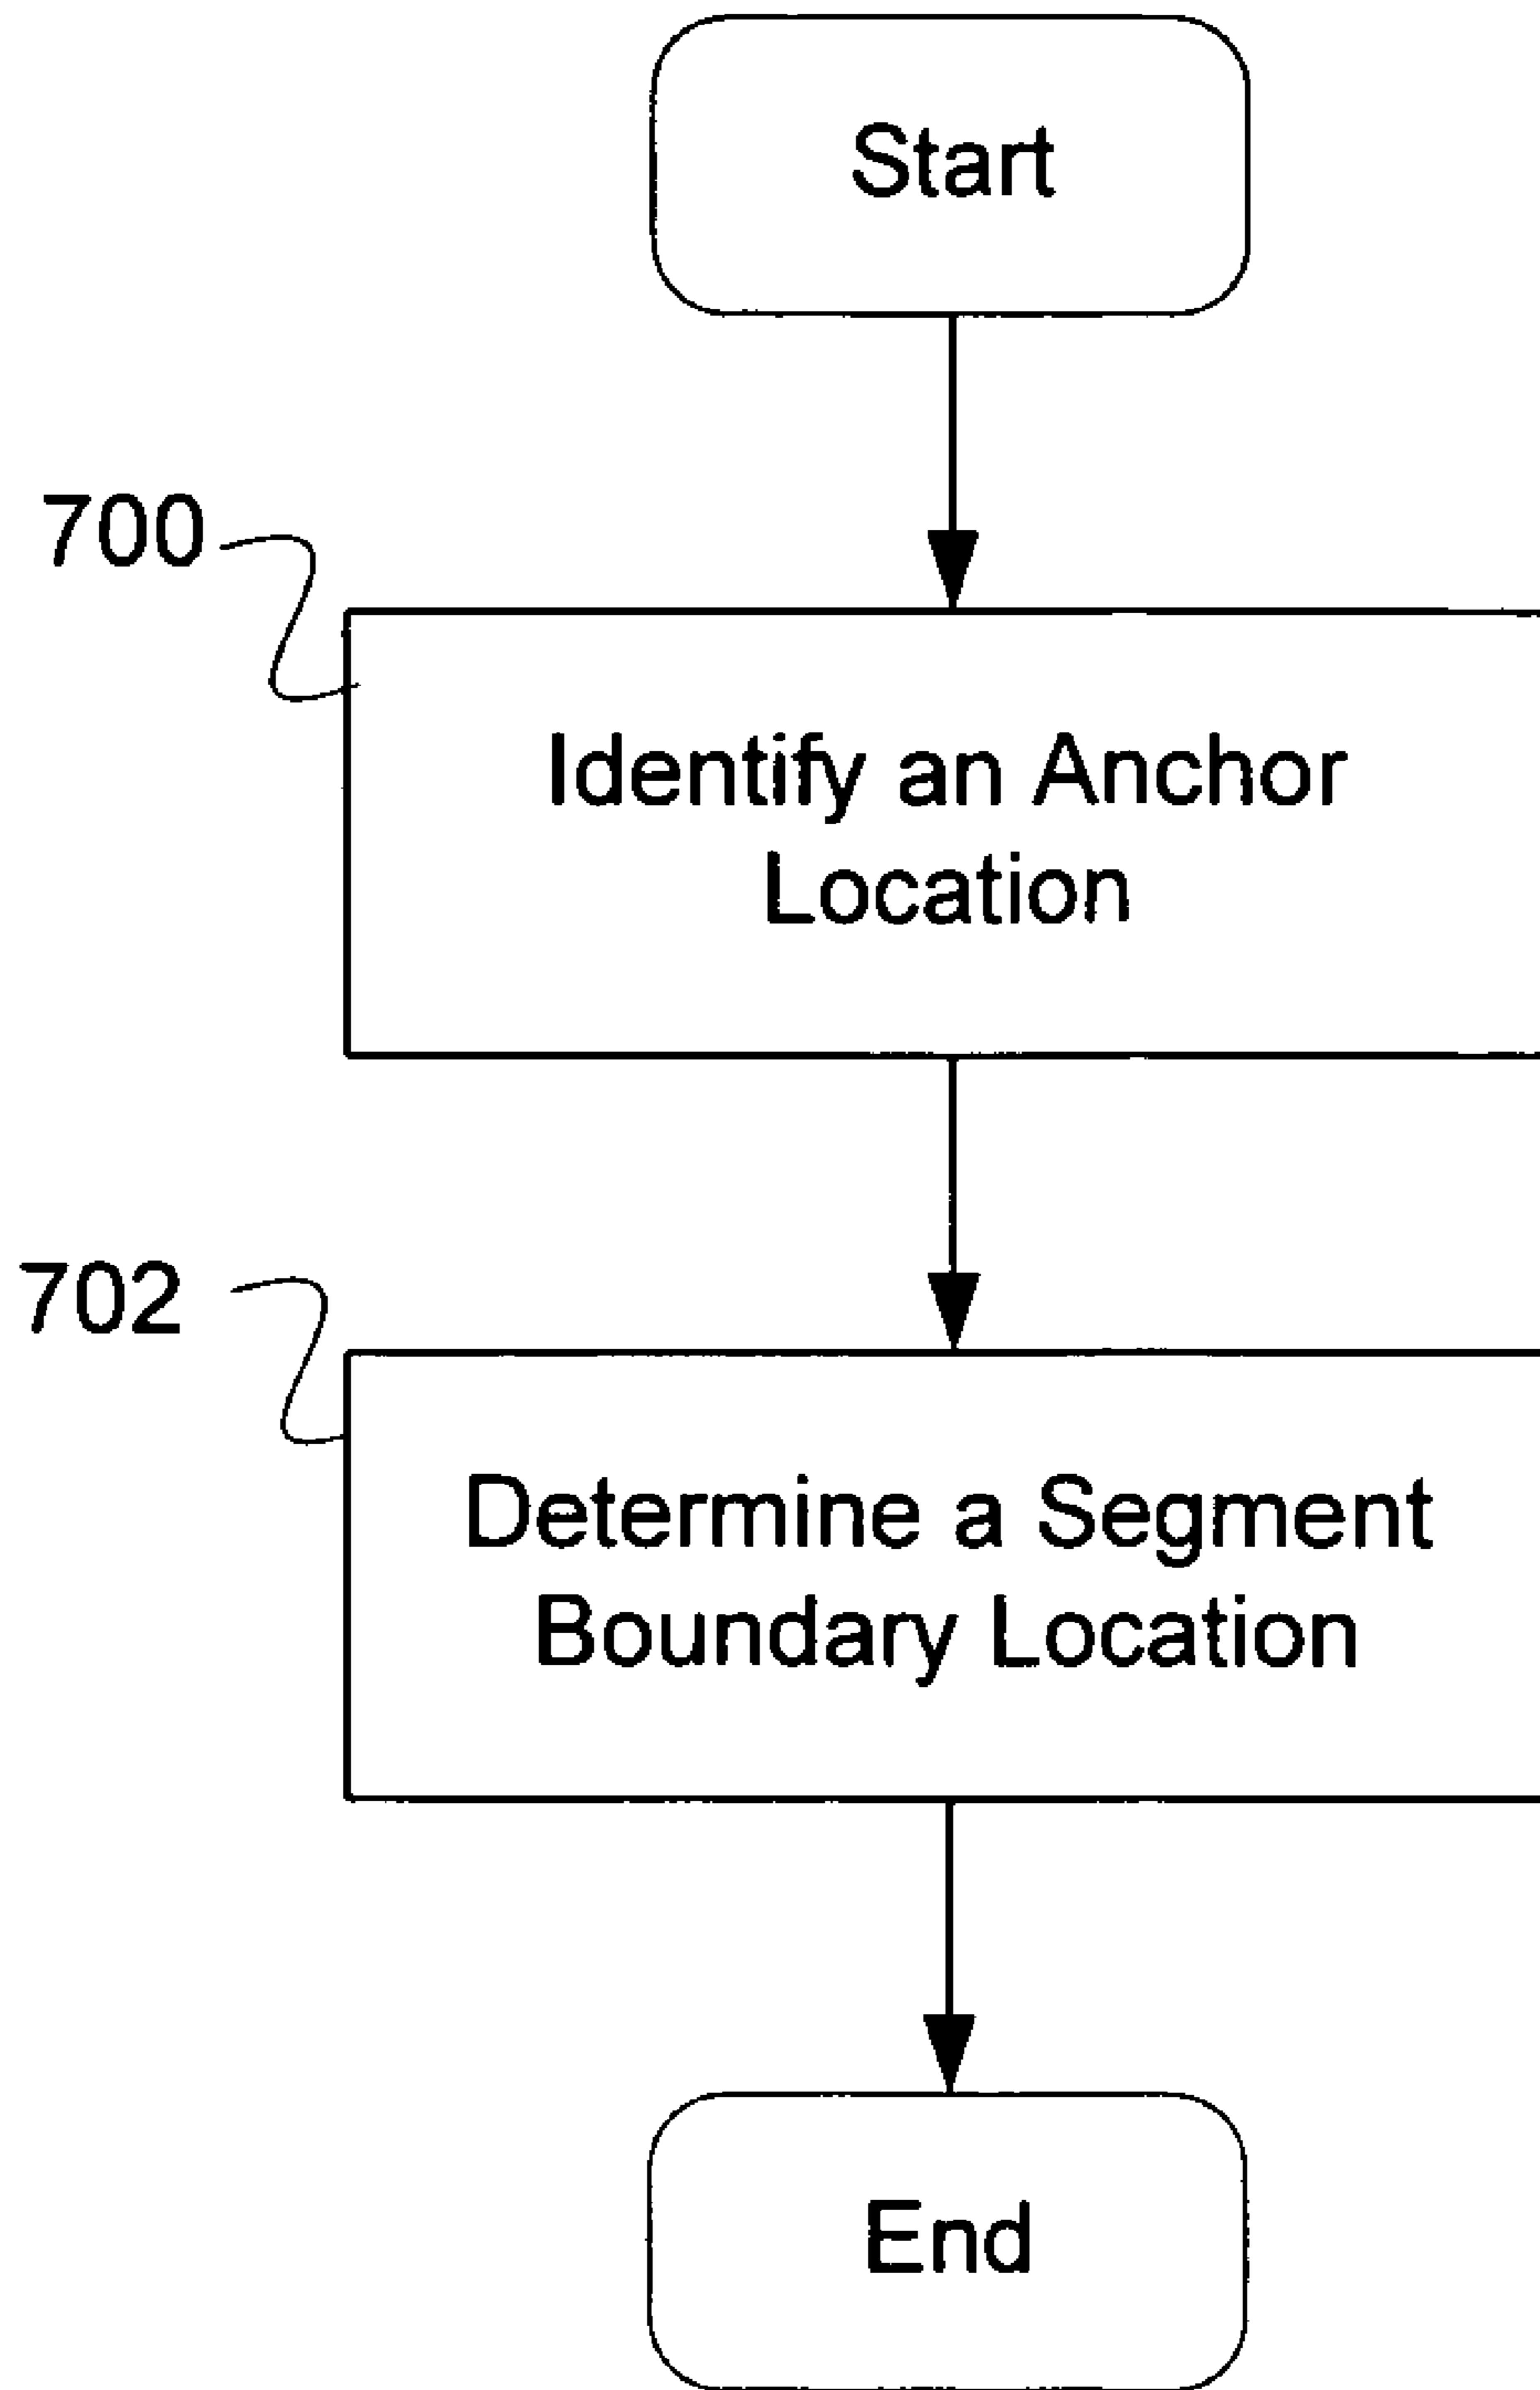 Start
700
Identify an Anchor
Location
702
Determine a Segment
Boundary Location
End